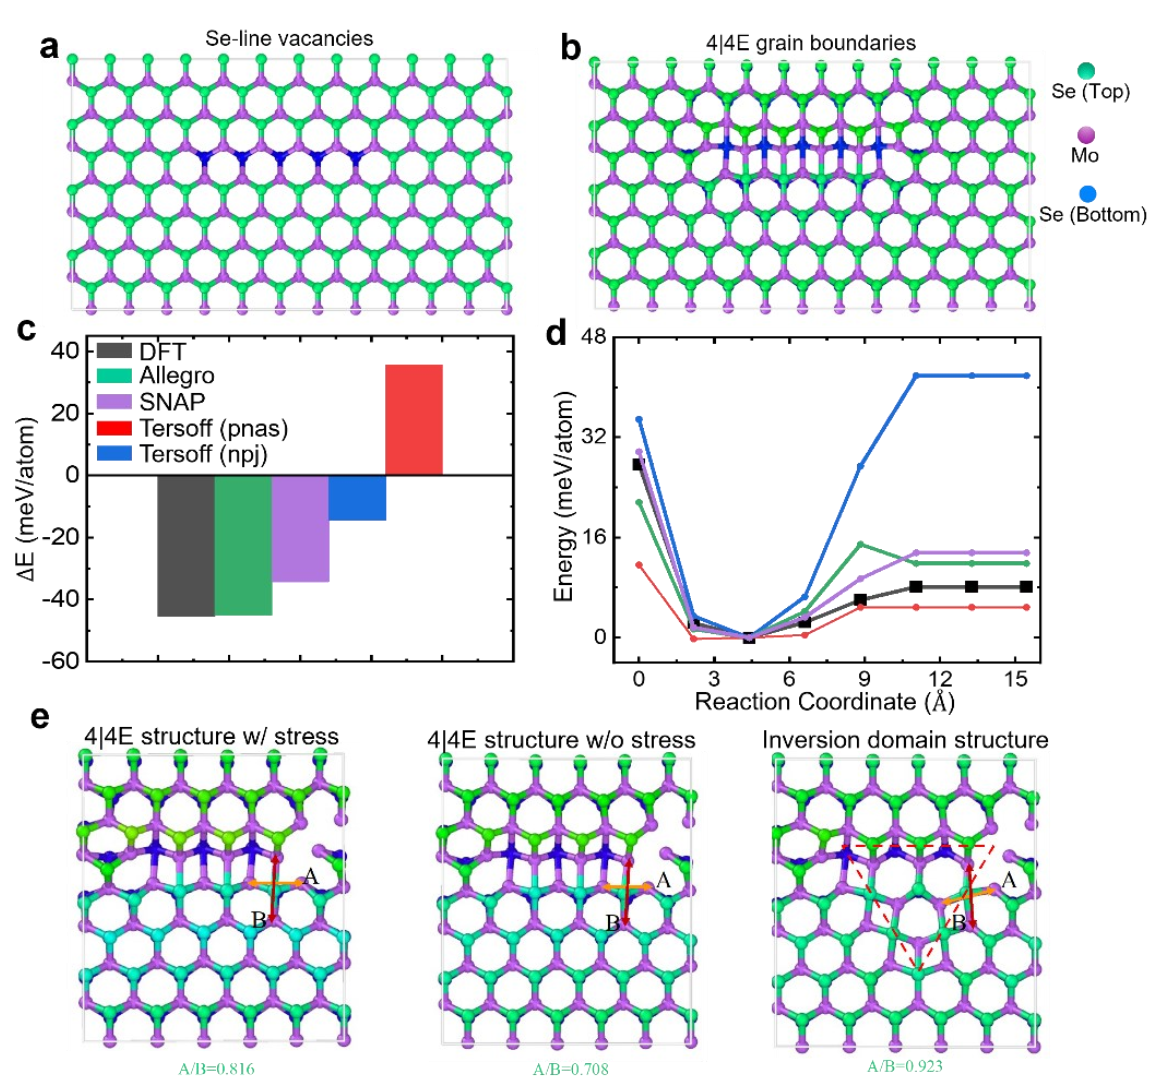 a
Se-line vacancies
b
4|4E grain boundaries
Se (Top)
Mo
Se (Bottom)
c
40
20
0
-20
-40
-60
ΔE (meV/atom)
DFT
Allegro
SNAP
Tersoff (pnas)
Tersoff (npj)
d
48
32
16
0
Energy (meV/atom)
0 3 6 9 12 15
Reaction Coordinate (Å)
e
4|4E structure w/ stress
A
B
A/B=0.816
4|4E structure w/o stress
A
B
A/B=0.708
Inversion domain structure
A
B
A/B=0.923